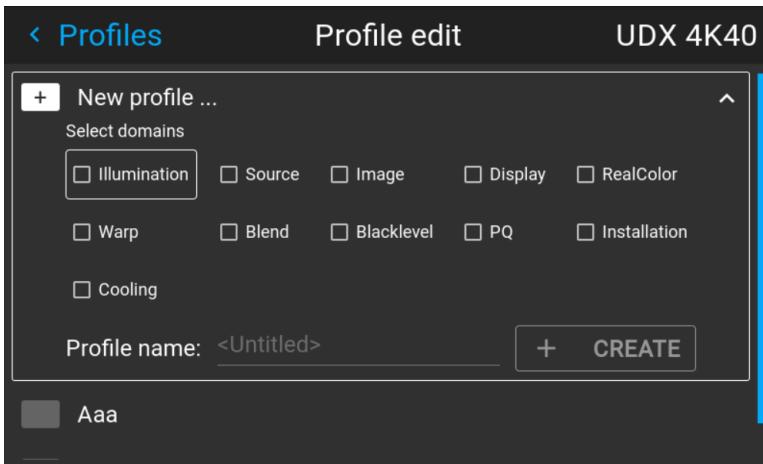 Profiles Profile edit UDX 4K40
+ New profile ...
Select domains
Illumination Source Image Display RealColor
Warp Blend Blacklevel PQ Installation
Cooling
Profile name: <Untitled> + CREATE
Aaa